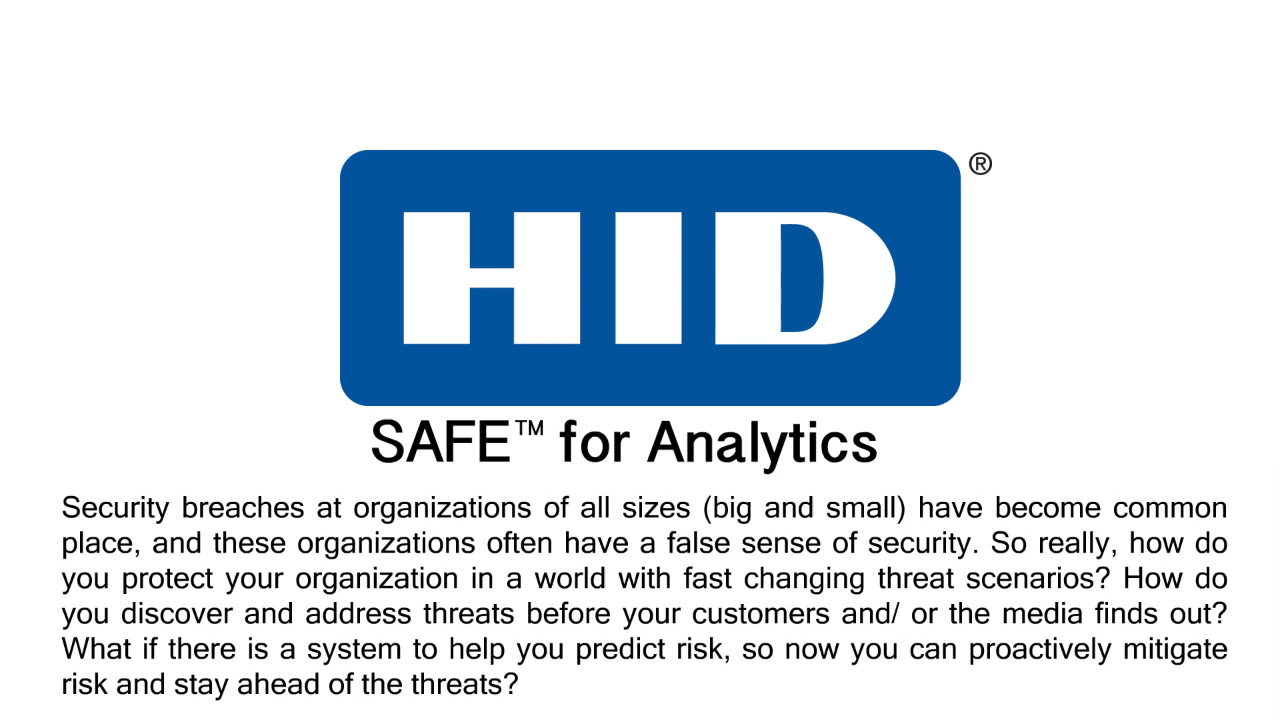 HID®
SAFE™ for Analytics
Security breaches at organizations of all sizes (big and small) have become common
place, and these organizations often have a false sense of security. So really, how do
you protect your organization in a world with fast changing threat scenarios? How do
you discover and address threats before your customers and/ or the media finds out?
What if there is a system to help you predict risk, so now you can proactively mitigate
risk and stay ahead of the threats?